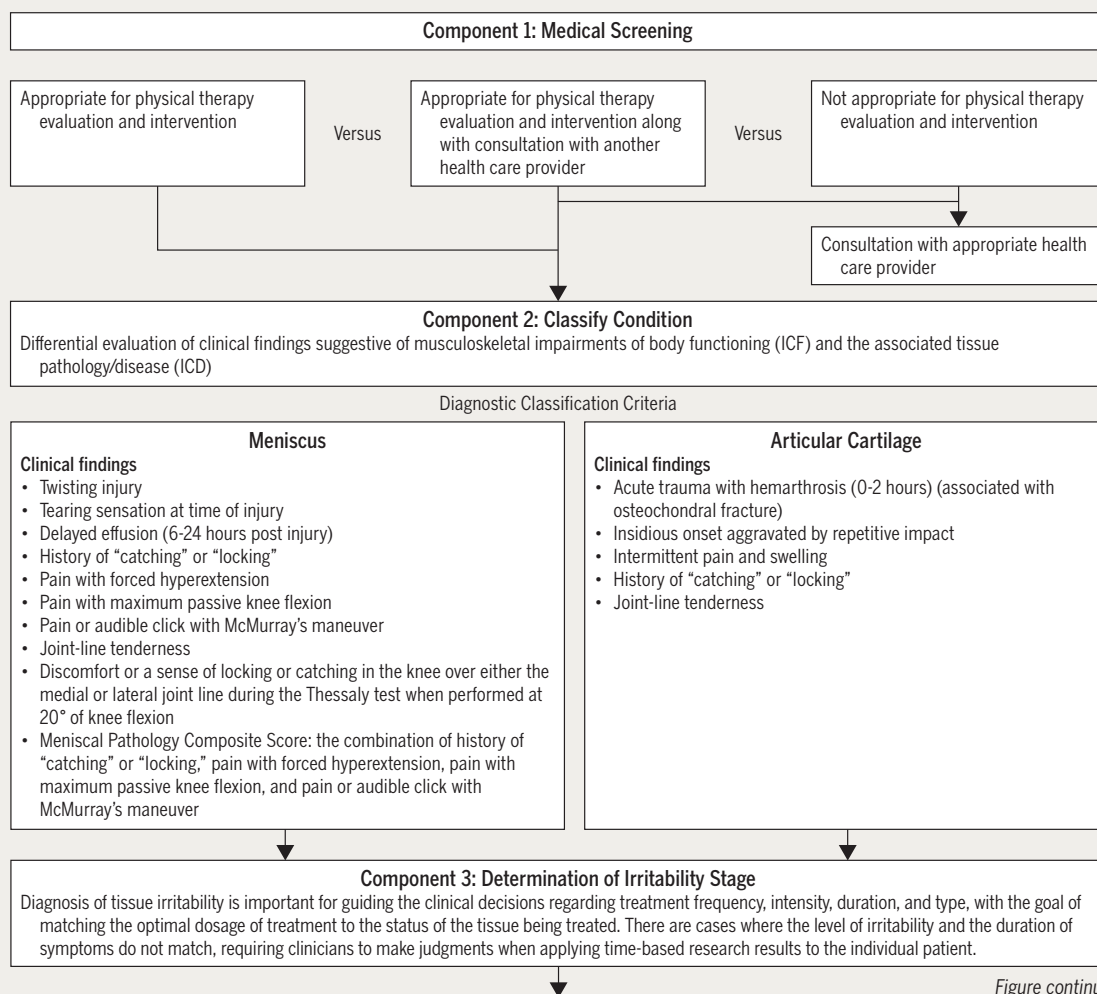 Component 1: Medical Screening
Appropriate for physical therapy
evaluation and intervention
Versus
Appropriate for physical therapy
evaluation and intervention along
with consultation with another
health care provider
Versus
Not appropriate for physical therapy
evaluation and intervention
Consultation with appropriate health
care provider
Component 2: Classify Condition
Differential evaluation of clinical findings suggestive of musculoskeletal impairments of body functioning (ICF) and the associated tissue
pathology/disease (ICD)
Diagnostic Classification Criteria
Meniscus
Clinical findings
• Twisting injury
• Tearing sensation at time of injury
• Delayed effusion (6-24 hours post injury)
• History of “catching” or “locking”
• Pain with forced hyperextension
• Pain with maximum passive knee flexion
• Pain or audible click with McMurray’s maneuver
• Joint-line tenderness
• Discomfort or a sense of locking or catching in the knee over either the
medial or lateral joint line during the Thessaly test when performed at
20° of knee flexion
• Meniscal Pathology Composite Score: the combination of history of
“catching” or “locking,” pain with forced hyperextension, pain with
maximum passive knee flexion, and pain or audible click with
McMurray’s maneuver
Articular Cartilage
Clinical findings
• Acute trauma with hemarthrosis (0-2 hours) (associated with
osteochondral fracture)
• Insidious onset aggravated by repetitive impact
• Intermittent pain and swelling
• History of “catching” or “locking”
• Joint-line tenderness
Component 3: Determination of Irritability Stage
Diagnosis of tissue irritability is important for guiding the clinical decisions regarding treatment frequency, intensity, duration, and type, with the goal of
matching the optimal dosage of treatment to the status of the tissue being treated. There are cases where the level of irritability and the duration of
symptoms do not match, requiring clinicians to make judgments when applying time-based research results to the individual patient.
Figure continu